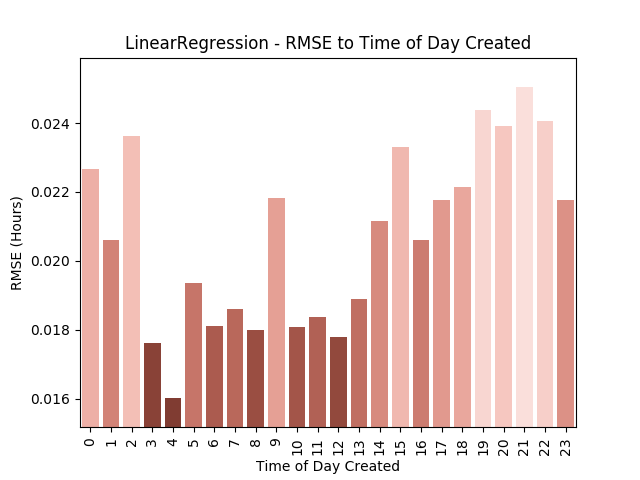 LinearRegression - RMSE to Time of Day Created
0.024
0.022
0.020
0.018
0.016
RMSE (Hours)
0 1 2 3 4 5 6 7 8 9 10 11 12 13 14 15 16 17 18 19 20 21 22 23
Time of Day Created